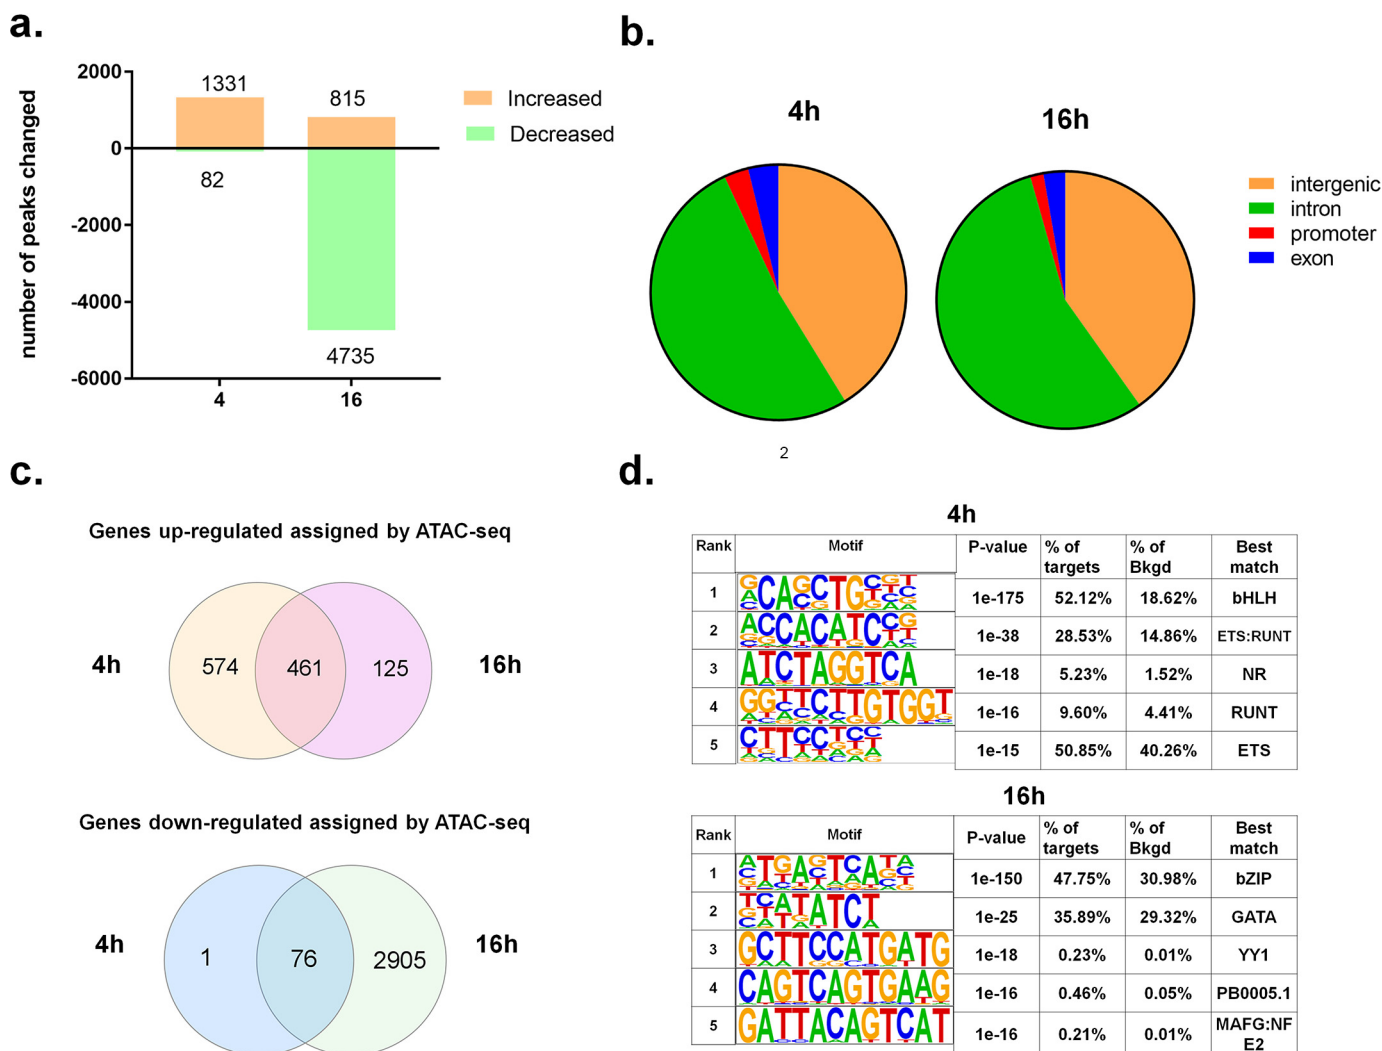 a.
2000
0
-2000
-4000
-6000
number of peaks changed
1331
815
82
4735
4
16
Increased
Decreased
b.
4h
16h
intergenic
intron
promoter
exon
2
c.
Genes up-regulated assigned by ATAC-seq
4h
574
461
125
16h
Genes down-regulated assigned by ATAC-seq
4h
1
76
2905
16h
d.
4h
Rank Motif P-value % of targets % of Bkgd Best match
1 GCAGCTGCGT 1e-175 52.12% 18.62% bHLH
2 ACCACATCCG 1e-38 28.53% 14.86% ETS:RUNT
3 ATCTAGGTCA 1e-18 5.23% 1.52% NR
4 GGTTCTTGTGGT 1e-16 9.60% 4.41% RUNT
5 CTTCCTCC 1e-15 50.85% 40.26% ETS
16h
Rank Motif P-value % of targets % of Bkgd Best match
1 ATGAGTCATA 1e-150 47.75% 30.98% bZIP
2 TCATATCT 1e-25 35.89% 29.32% GATA
3 GCTTCCATGATG 1e-18 0.23% 0.01% YY1
4 CAGTCAGTGAAG 1e-16 0.46% 0.05% PB0005.1
5 GATTACAGTCAT 1e-16 0.21% 0.01% MAFG:NF
E2